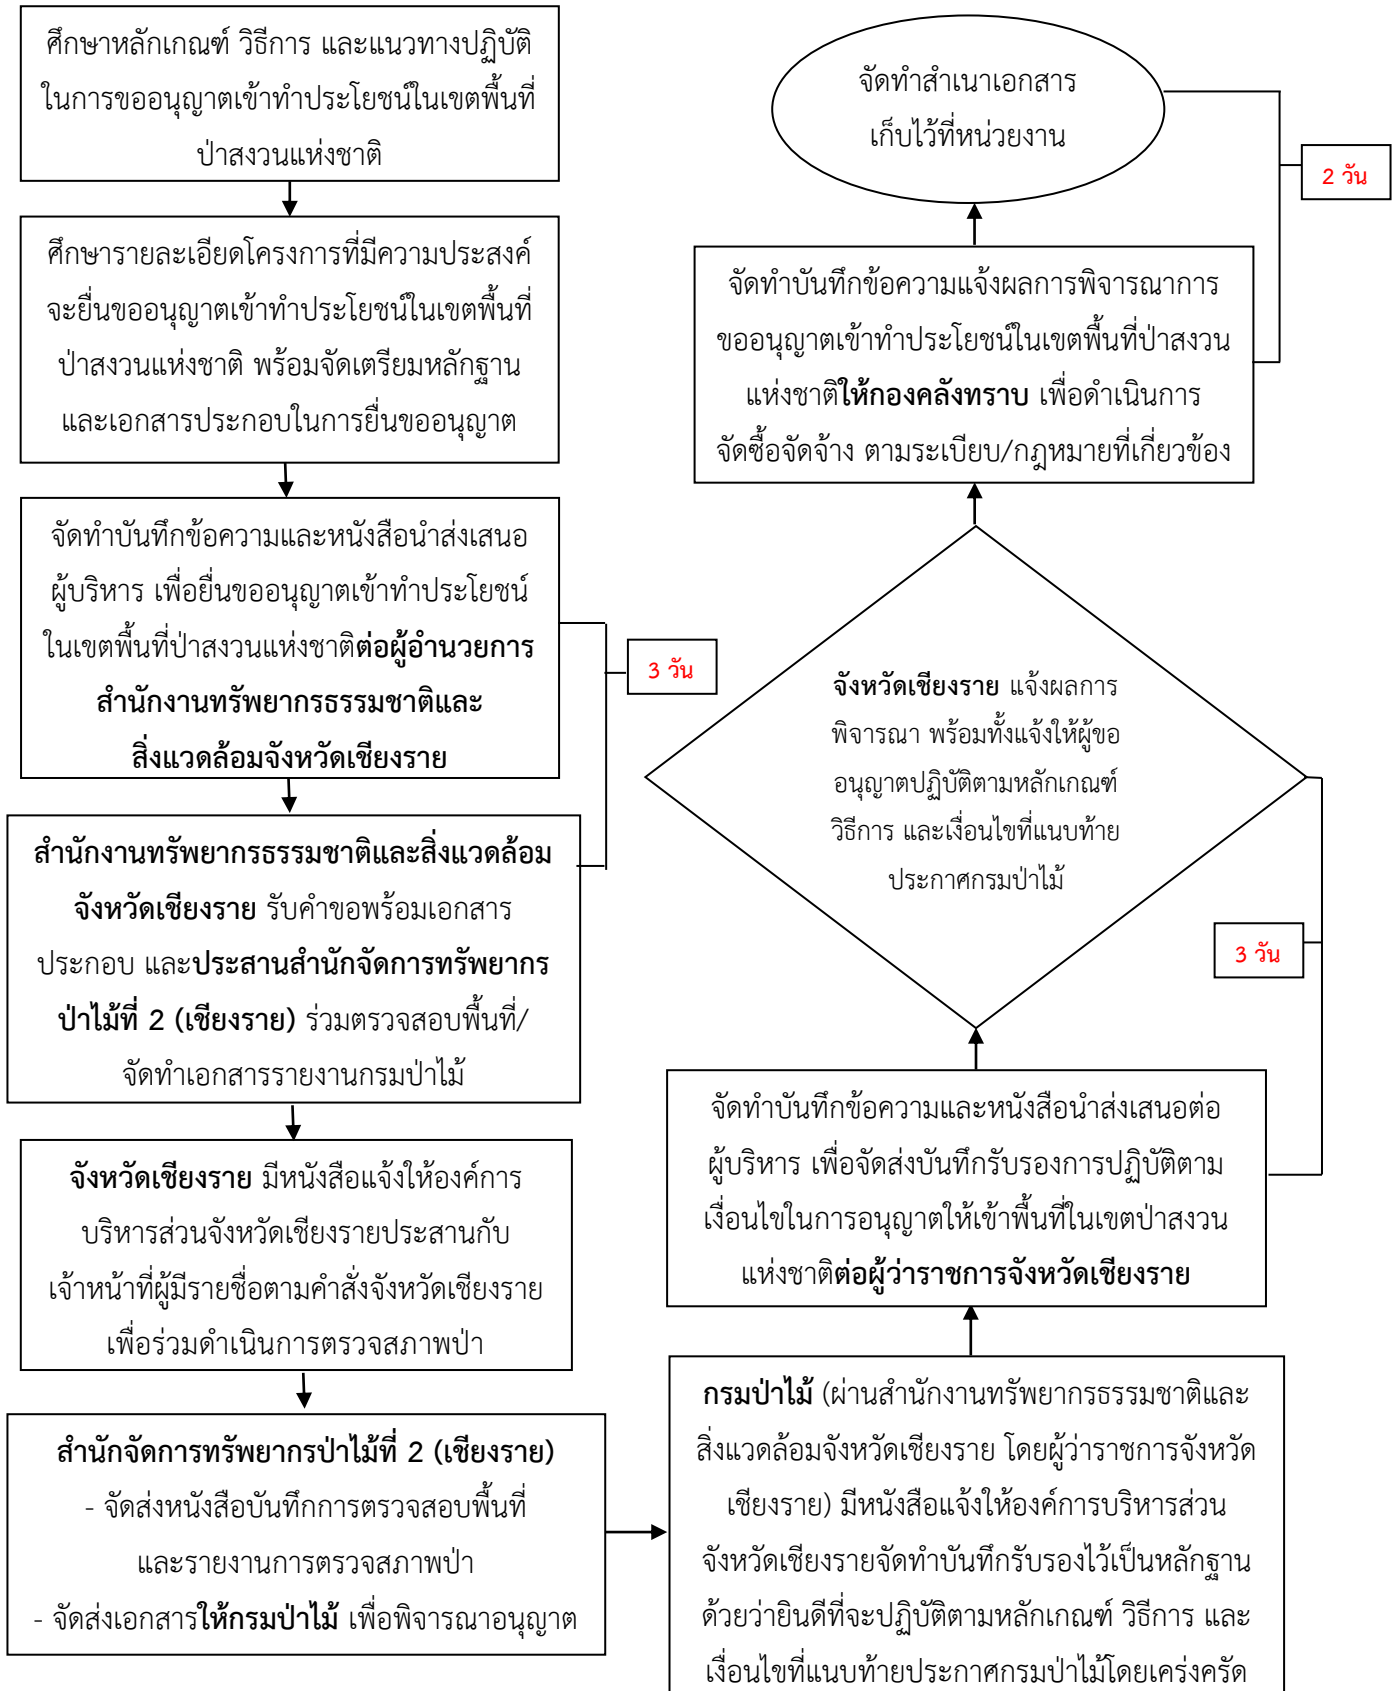 ศึกษาหลักเกณฑ์ วิธีการ และแนวทางปฏิบัติ
ในการขออนุญาตเข้าทำประโยชน์ในเขตพื้นที่
ป่าสงวนแห่งชาติ
ศึกษารายละเอียดโครงการที่มีความประสงค์
จะยื่นขออนุญาตเข้าทำประโยชน์ในเขตพื้นที่
ป่าสงวนแห่งชาติ พร้อมจัดเตรียมหลักฐาน
และเอกสารประกอบในการยื่นขออนุญาต
จัดทำบันทึกข้อความและหนังสือนำส่งเสนอ
ผู้บริหาร เพื่อยื่นขออนุญาตเข้าทำประโยชน์
ในเขตพื้นที่ป่าสงวนแห่งชาติต่อผู้อำนวยการ
สำนักงานทรัพยากรธรรมชาติและ
สิ่งแวดล้อมจังหวัดเชียงราย
3 วัน
สำนักงานทรัพยากรธรรมชาติและสิ่งแวดล้อม
จังหวัดเชียงราย รับคำขอพร้อมเอกสาร
ประกอบ และประสานสำนักจัดการทรัพยากร
ป่าไม้ที่ 2 (เชียงราย) ร่วมตรวจสอบพื้นที่/
จัดทำเอกสารรายงานกรมป่าไม้
จังหวัดเชียงราย มีหนังสือแจ้งให้องค์การ
บริหารส่วนจังหวัดเชียงรายประสานกับ
เจ้าหน้าที่ผู้มีรายชื่อตามคำสั่งจังหวัดเชียงราย
เพื่อร่วมดำเนินการตรวจสภาพป่า
สำนักจัดการทรัพยากรป่าไม้ที่ 2 (เชียงราย)
- จัดส่งหนังสือบันทึกการตรวจสอบพื้นที่
และรายงานการตรวจสภาพป่า
- จัดส่งเอกสารให้กรมป่าไม้ เพื่อพิจารณาอนุญาต
กรมป่าไม้ (ผ่านสำนักงานทรัพยากรธรรมชาติและ
สิ่งแวดล้อมจังหวัดเชียงราย โดยผู้ว่าราชการจังหวัด
เชียงราย) มีหนังสือแจ้งให้องค์การบริหารส่วน
จังหวัดเชียงรายจัดทำบันทึกรับรองไว้เป็นหลักฐาน
ด้วยว่ายินดีที่จะปฏิบัติตามหลักเกณฑ์ วิธีการ และ
เงื่อนไขที่แนบท้ายประกาศกรมป่าไม้โดยเคร่งครัด
จัดทำบันทึกข้อความและหนังสือนำส่งเสนอต่อ
ผู้บริหาร เพื่อจัดส่งบันทึกรับรองการปฏิบัติตาม
เงื่อนไขในการอนุญาตให้เข้าพื้นที่ในเขตป่าสงวน
แห่งชาติต่อผู้ว่าราชการจังหวัดเชียงราย
3 วัน
จังหวัดเชียงราย แจ้งผลการ
พิจารณา พร้อมทั้งแจ้งให้ผู้ขอ
อนุญาตปฏิบัติตามหลักเกณฑ์
วิธีการ และเงื่อนไขที่แนบท้าย
ประกาศกรมป่าไม้
จัดทำบันทึกข้อความแจ้งผลการพิจารณาการ
ขออนุญาตเข้าทำประโยชน์ในเขตพื้นที่ป่าสงวน
แห่งชาติให้กองคลังทราบ เพื่อดำเนินการ
จัดซื้อจัดจ้าง ตามระเบียบ/กฎหมายที่เกี่ยวข้อง
2 วัน
จัดทำสำเนาเอกสาร
เก็บไว้ที่หน่วยงาน